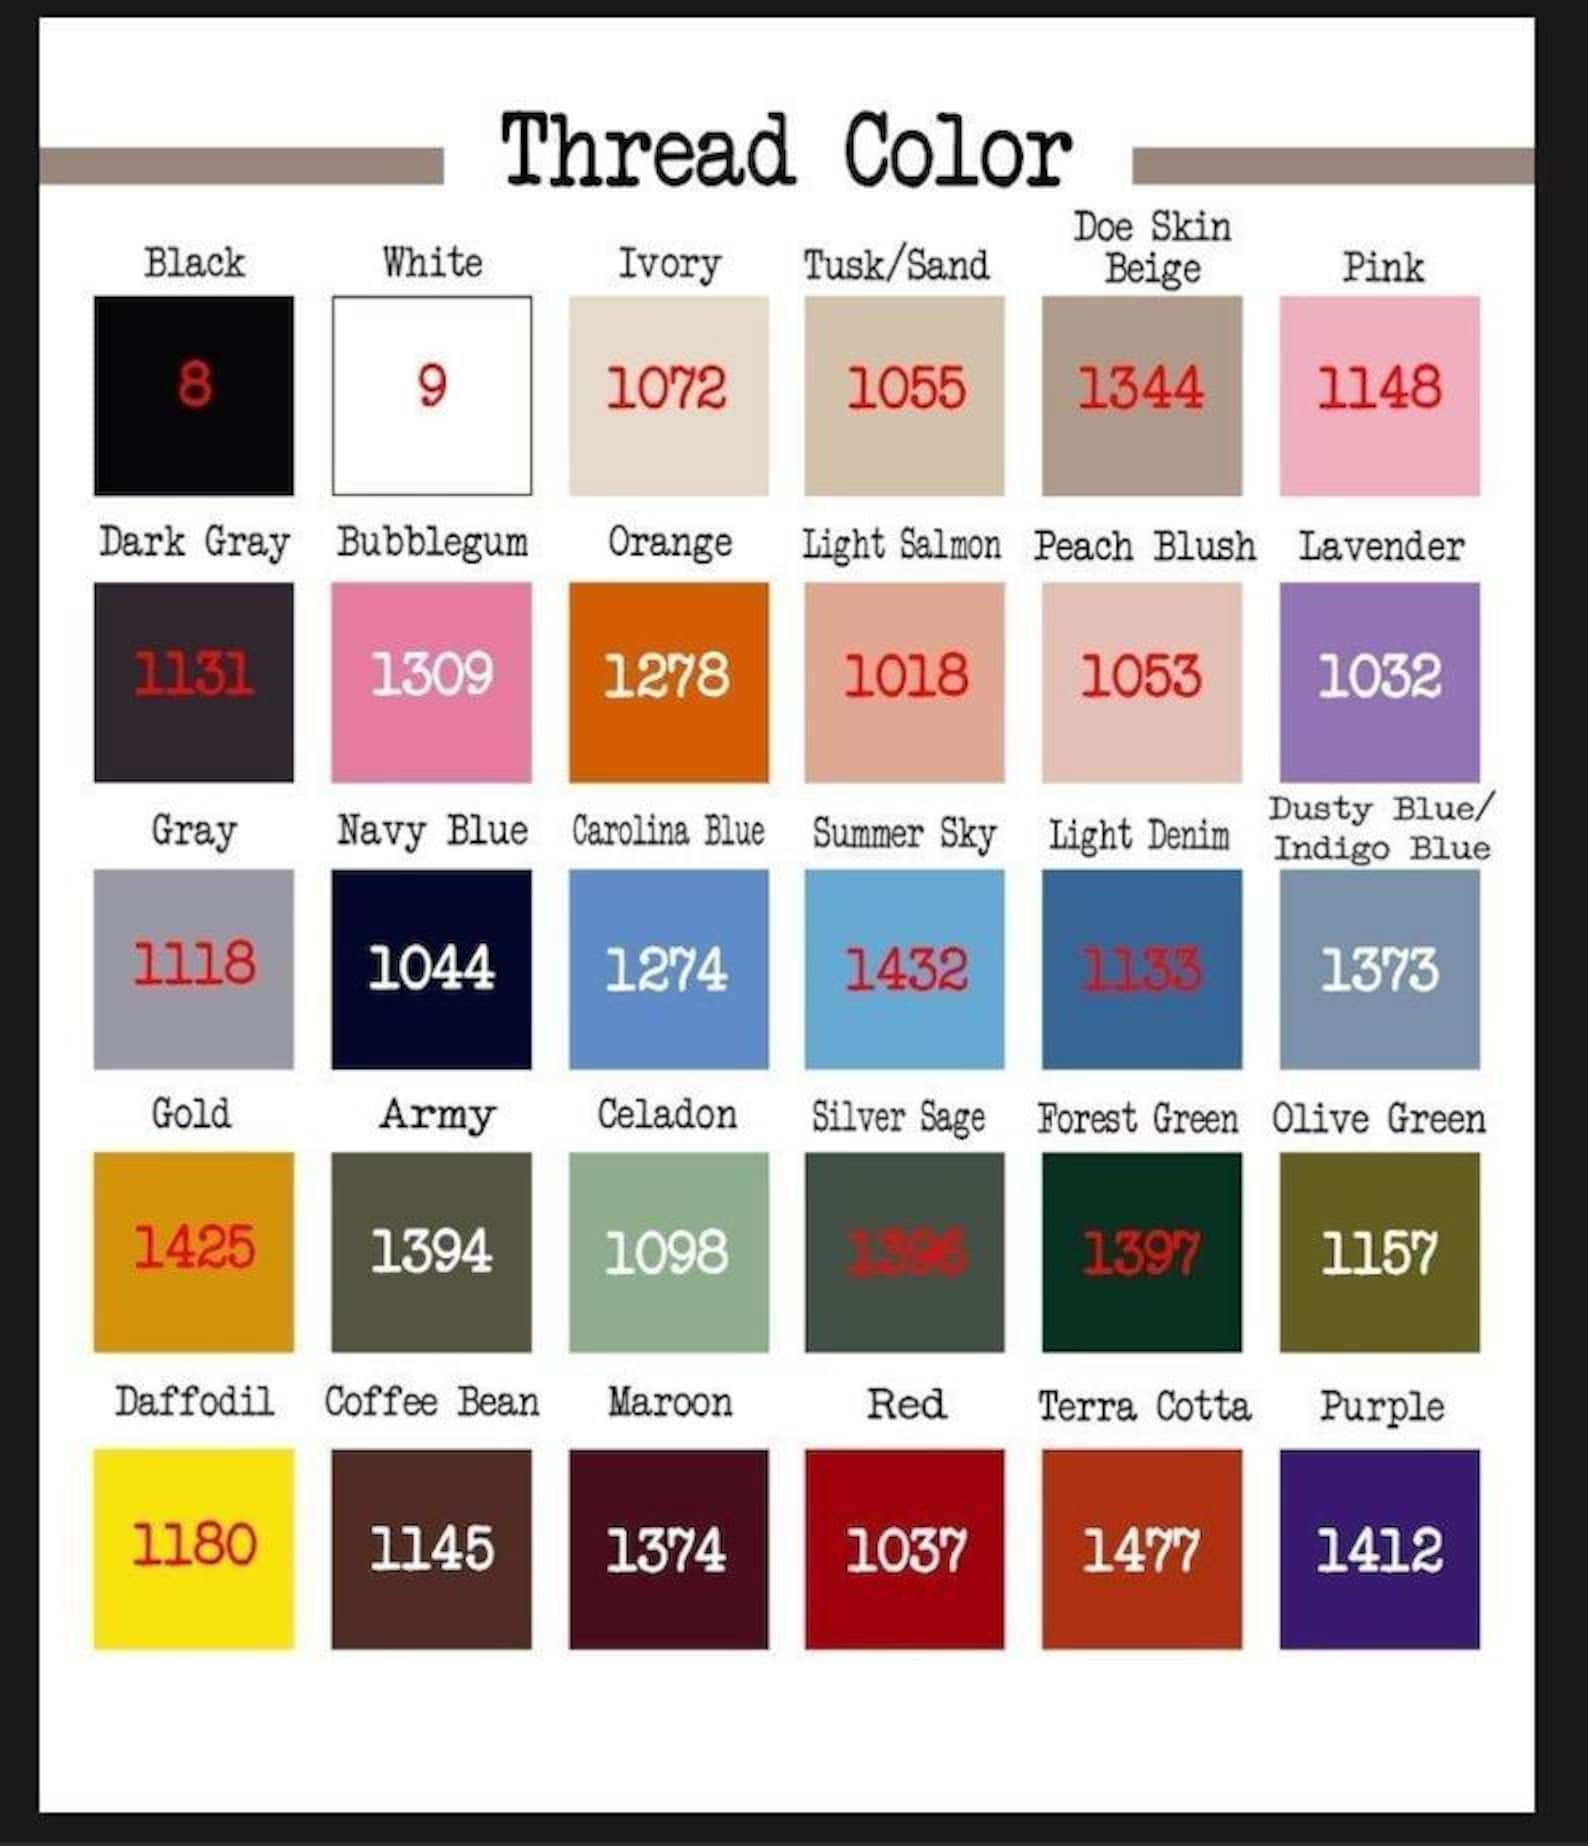 Thread Color
Black White Ivory Tusk/Sand Doe Skin Beige Pink
8 9 1072 1055 1344 1148
Dark Gray Bubblegum Orange Light Salmon Peach Blush Lavender
1131 1309 1278 1018 1053 1032
Gray Navy Blue Carolina Blue Summer Sky Light Denim Dusty Blue/ Indigo Blue
1118 1044 1274 1432 1133 1373
Gold Army Celadon Silver Sage Forest Green Olive Green
1425 1394 1098 1396 1397 1157
Daffodil Coffee Bean Maroon Red Terra Cotta Purple
1180 1145 1374 1037 1477 1412